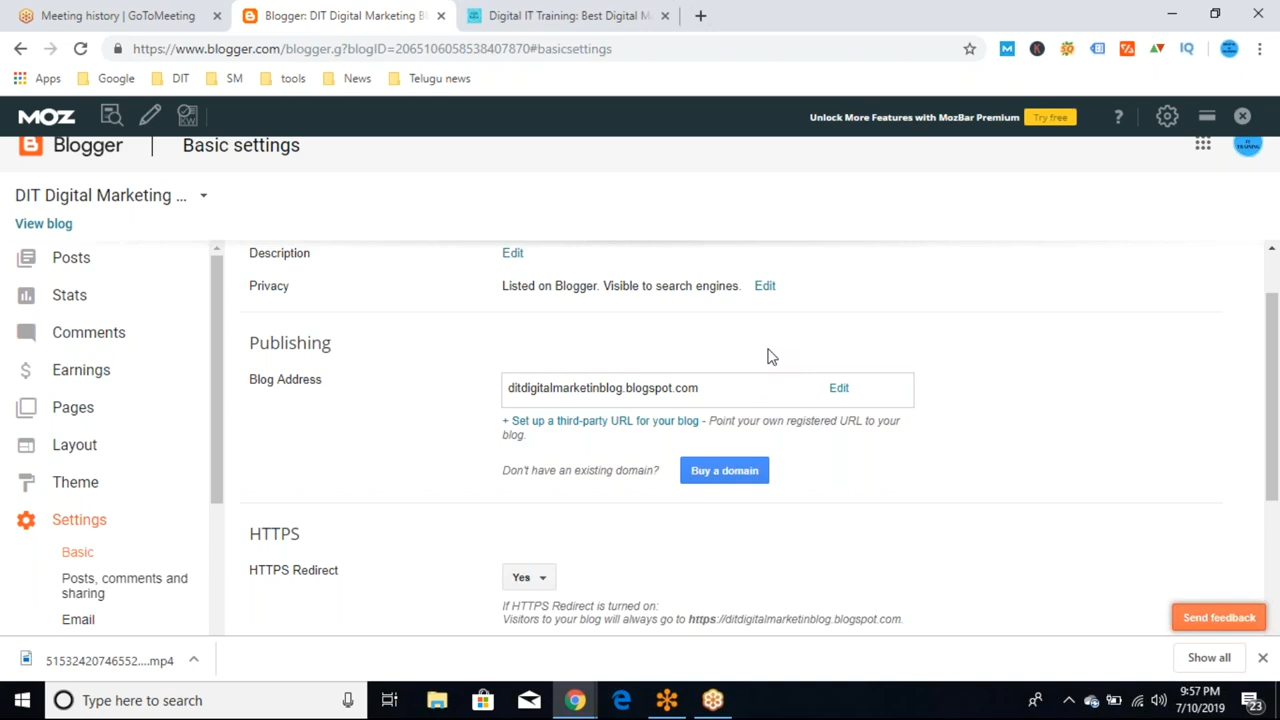 Meeting history | GoToMeeting
Blogger: DIT Digital Marketing B
Digital IT Training: Best Digital M
https://www.blogger.com/blogger.g?blogID=2065106058538407870#basicsettings
M
K
IQ
Apps
Google
DIT
SM
tools
News
Telugu news
MOZ
KW
Unlock More Features with MozBar Premium
Try free
?
Blogger
Basic settings
IT
TRAINING
DIT Digital Marketing ...
View blog
Posts
Stats
Comments
Earnings
Pages
Layout
Theme
Settings
Basic
Posts, comments and
sharing
Email
Description
Edit
Privacy
Listed on Blogger. Visible to search engines.
Edit
Publishing
Blog Address
ditdigitalmarketinblog.blogspot.com
Edit
+ Set up a third-party URL for your blog - Point your own registered URL to your
blog.
Don't have an existing domain?
Buy a domain
HTTPS
HTTPS Redirect
Yes
If HTTPS Redirect is turned on:
Visitors to your blog will always go to https://ditdigitalmarketinblog.blogspot.com.
Send feedback
51532420746552....mp4
Show all
Type here to search
9:57 PM
7/10/2019
23